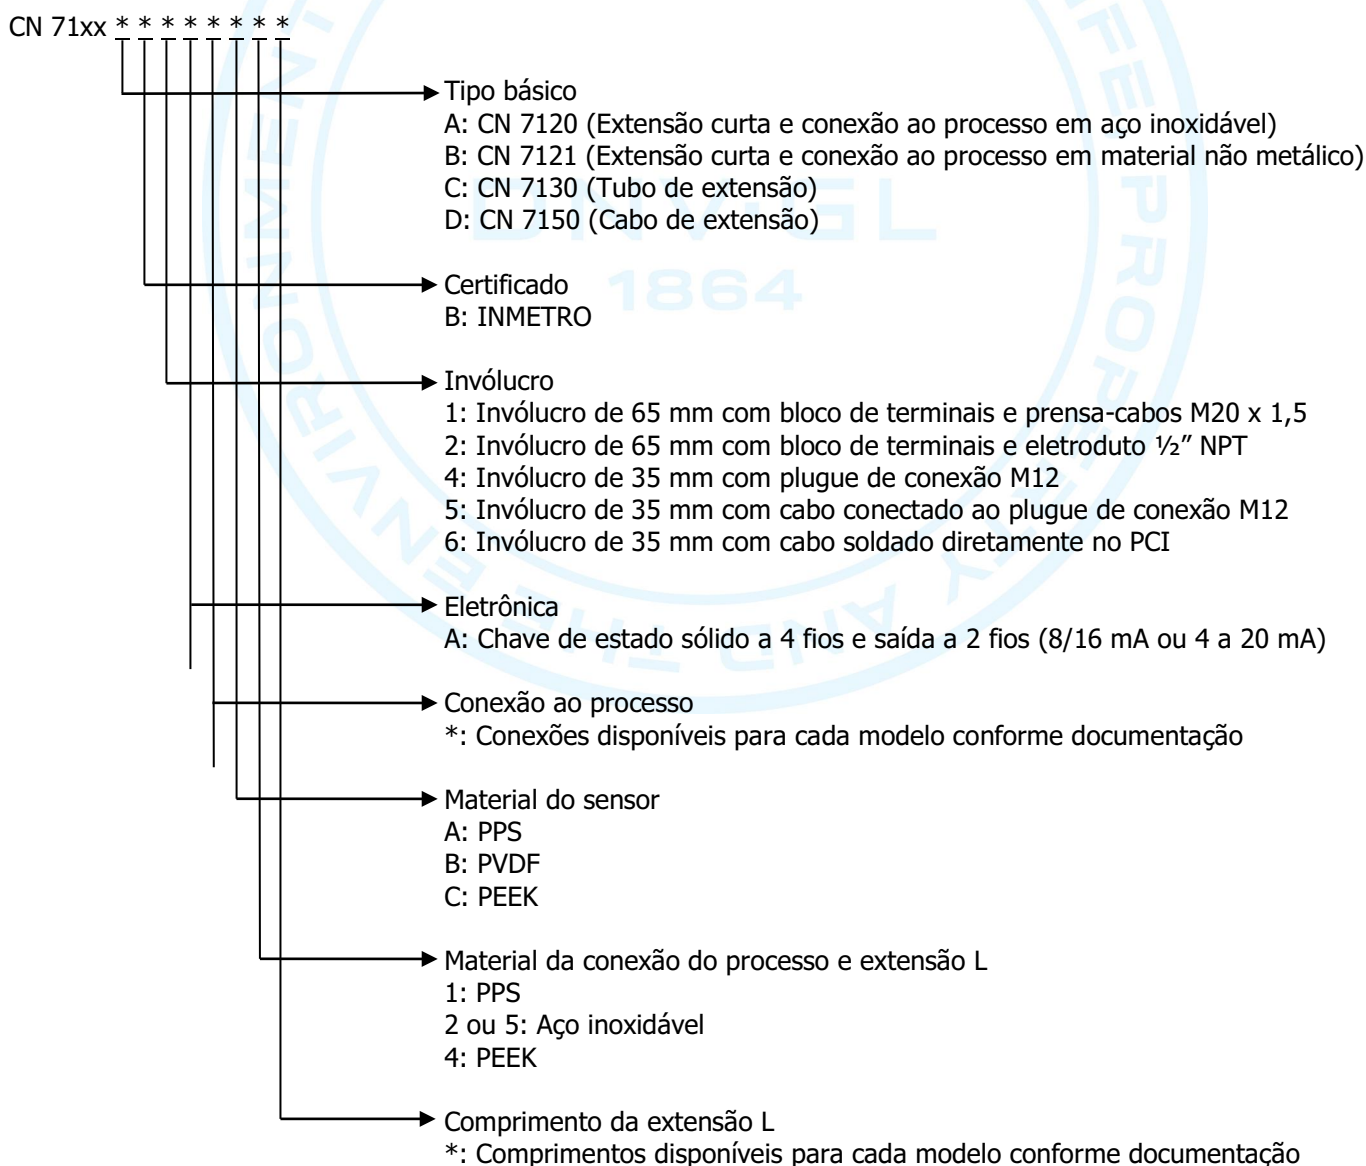 CN 71xx * * * * * * * *
Tipo básico
A: CN 7120 (Extensão curta e conexão ao processo em aço inoxidável)
B: CN 7121 (Extensão curta e conexão ao processo em material não metálico)
C: CN 7130 (Tubo de extensão)
D: CN 7150 (Cabo de extensão)
DNV·GL
1864
Certificado
B: INMETRO
Invólucro
1: Invólucro de 65 mm com bloco de terminais e prensa-cabos M20 x 1,5
2: Invólucro de 65 mm com bloco de terminais e eletroduto ½” NPT
4: Invólucro de 35 mm com plugue de conexão M12
5: Invólucro de 35 mm com cabo conectado ao plugue de conexão M12
6: Invólucro de 35 mm com cabo soldado diretamente no PCI
Eletrônica
A: Chave de estado sólido a 4 fios e saída a 2 fios (8/16 mA ou 4 a 20 mA)
Conexão ao processo
*: Conexões disponíveis para cada modelo conforme documentação
Material do sensor
A: PPS
B: PVDF
C: PEEK
Material da conexão do processo e extensão L
1: PPS
2 ou 5: Aço inoxidável
4: PEEK
Comprimento da extensão L
*: Comprimentos disponíveis para cada modelo conforme documentação
IFE PROPERTY AND THE ENVIRONMENT